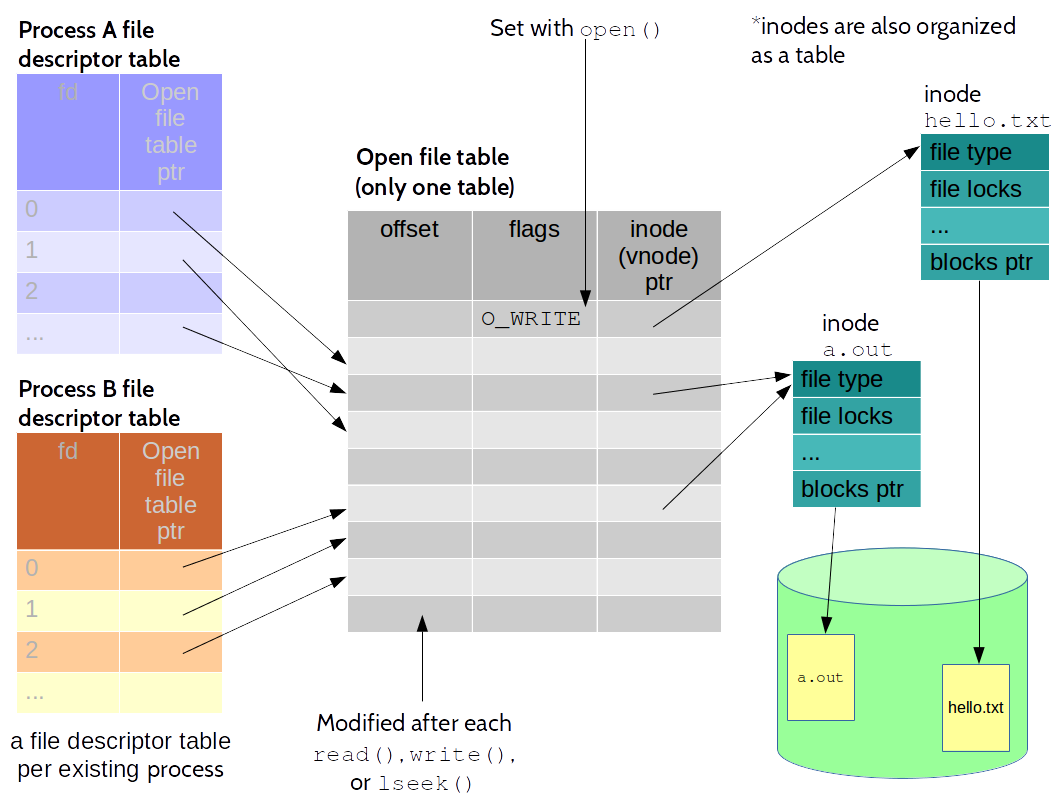 Process A file
descriptor table
fd
Open
file
table
ptr
0
1
2
...
Process B file
descriptor table
fd
Open
file
table
ptr
0
1
2
...
a file descriptor table
per existing process
Set with open()
Open file table
(only one table)
offset
flags
inode
(vnode)
ptr
O_WRITE
Modified after each
read(),write(),
or lseek()
*inodes are also organized
as a table
inode
hello.txt
file type
file locks
...
blocks ptr
inode
a.out
file type
file locks
...
blocks ptr
a.out
hello.txt